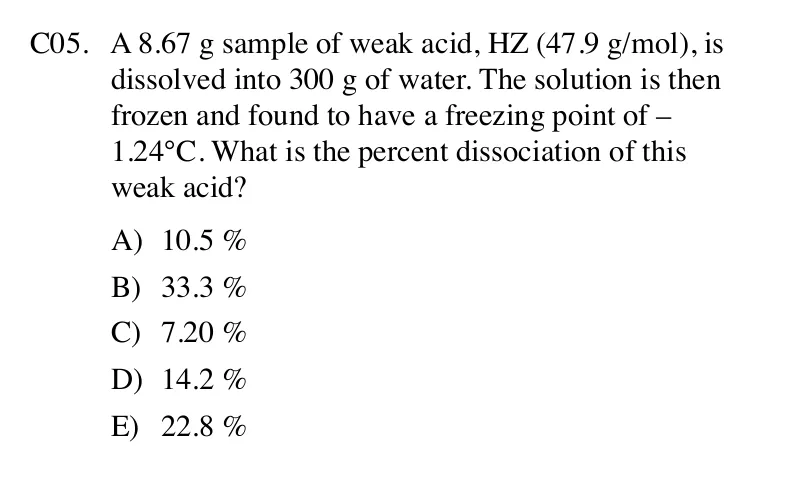 C05. A 8.67 g sample of weak acid, HZ (47.9 g/mol), is
dissolved into 300 g of water. The solution is then
frozen and found to have a freezing point of –
1.24°C. What is the percent dissociation of this
weak acid?
A) 10.5 %
B) 33.3 %
C) 7.20 %
D) 14.2 %
E) 22.8 %